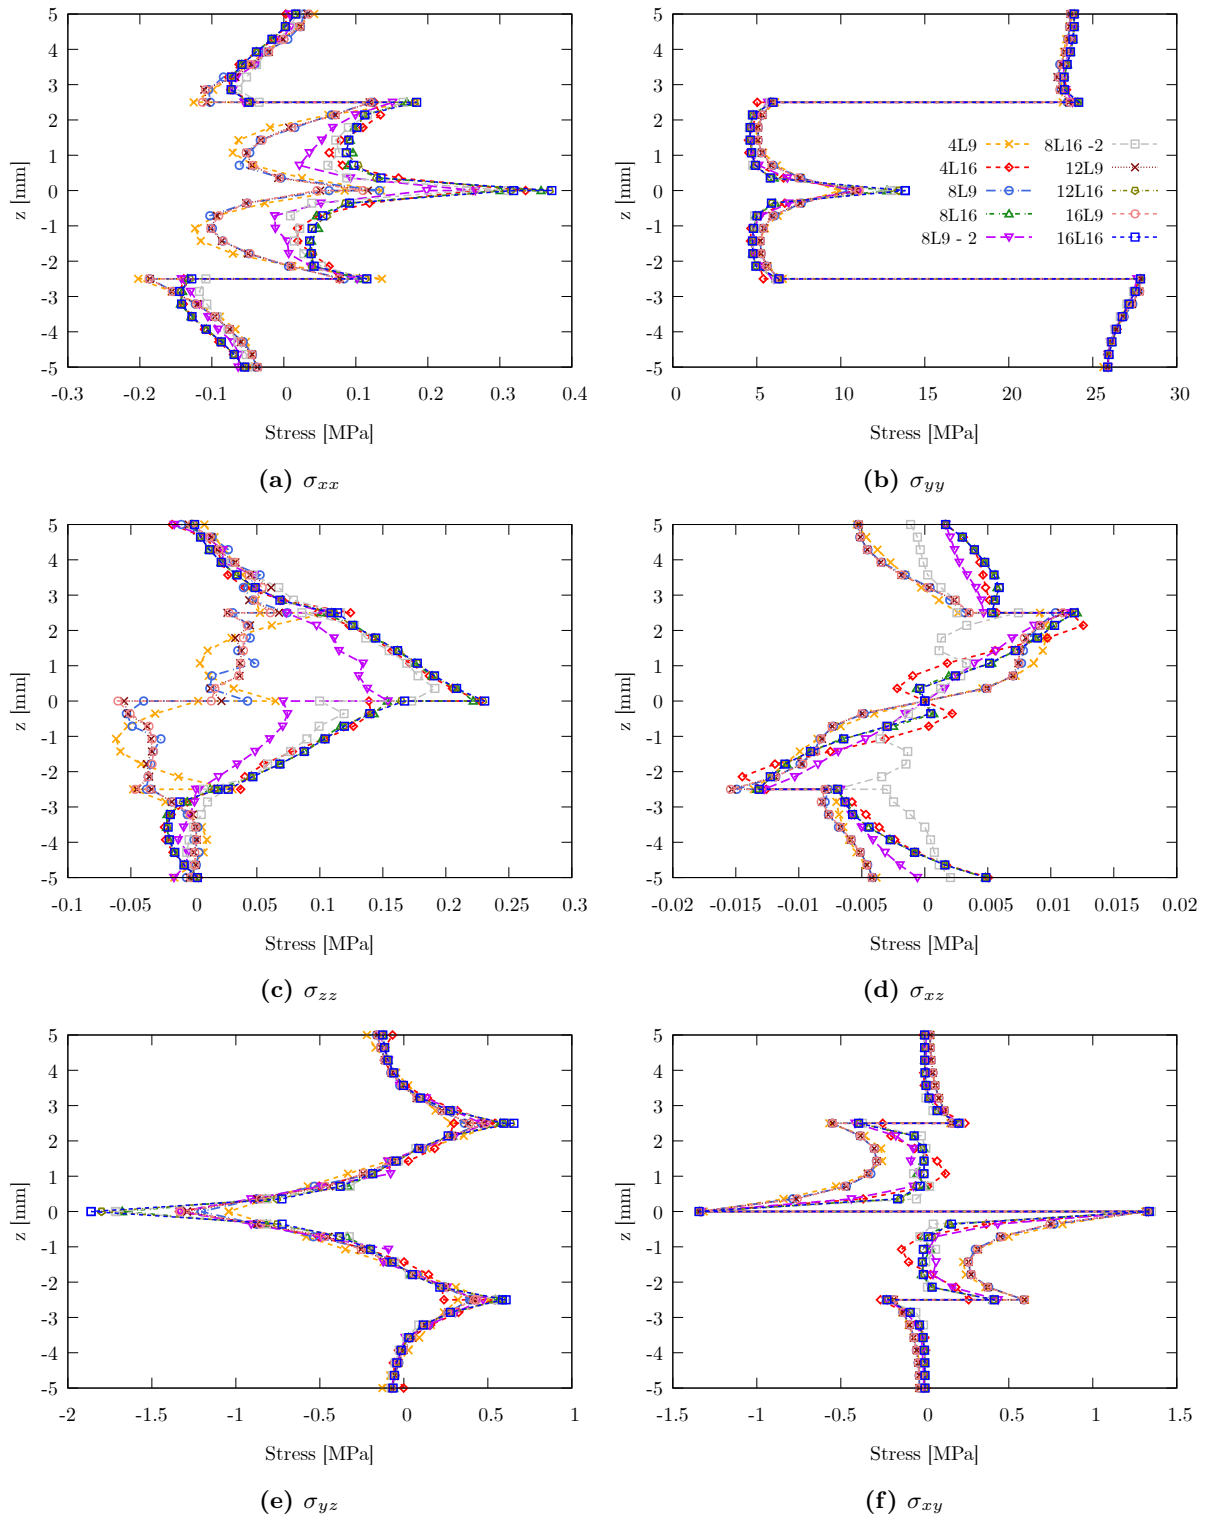 5
4
3
2
1
0
-1
-2
-3
-4
-5
z [mm]
-0.3 -0.2 -0.1 0 0.1 0.2 0.3 0.4
Stress [MPa]
(a) σxx
5
4
3
2
1
0
-1
-2
-3
-4
-5
z [mm]
4L9 8L16 -2
4L16 12L9
8L9 12L16
8L16 16L9
8L9 - 2 16L16
0 5 10 15 20 25 30
Stress [MPa]
(b) σyy
5
4
3
2
1
0
-1
-2
-3
-4
-5
z [mm]
-0.1 -0.05 0 0.05 0.1 0.15 0.2 0.25 0.3
Stress [MPa]
(c) σzz
5
4
3
2
1
0
-1
-2
-3
-4
-5
z [mm]
-0.02 -0.015 -0.01 -0.005 0 0.005 0.01 0.015 0.02
Stress [MPa]
(d) σxz
5
4
3
2
1
0
-1
-2
-3
-4
-5
z [mm]
-2 -1.5 -1 -0.5 0 0.5 1
Stress [MPa]
(e) σyz
5
4
3
2
1
0
-1
-2
-3
-4
-5
z [mm]
-1.5 -1 -0.5 0 0.5 1 1.5
Stress [MPa]
(f) σxy